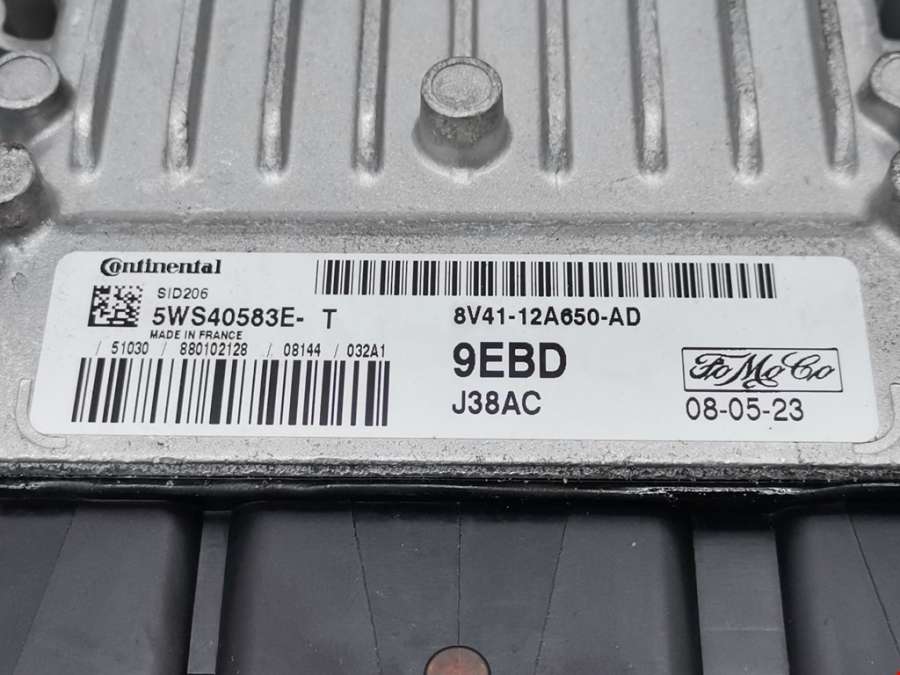 Continental
SID206
5WS40583E- T
MADE IN FRANCE
/ 51030 / 880102128 / 08144 / 032A1
8V41-12A650-AD
9EBD
J38AC
FoMoCo
08-05-23